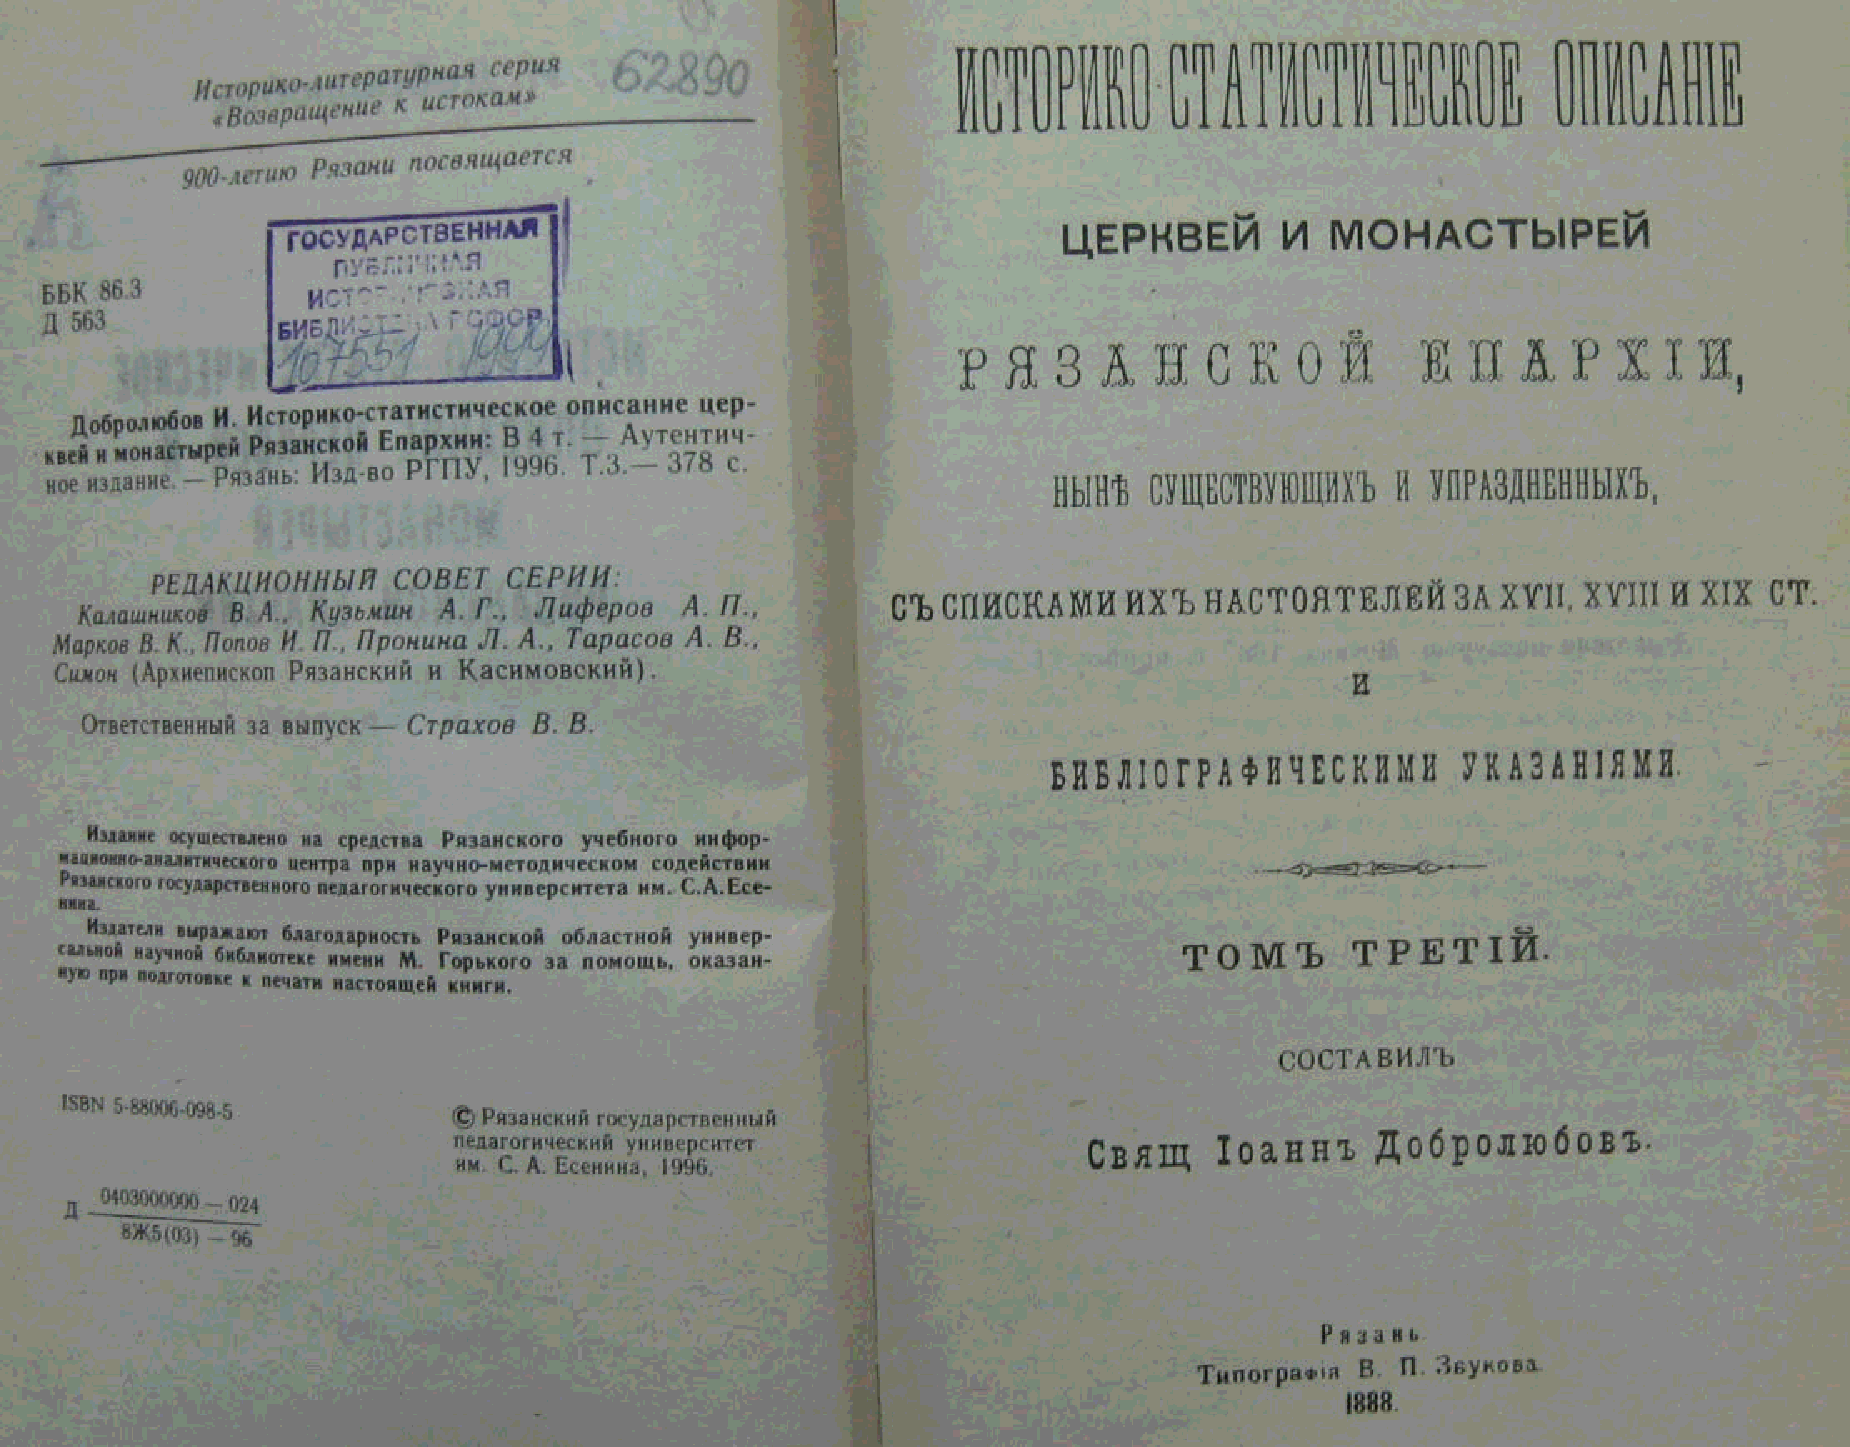 Историко-литературная серия
«Возвращение к истокам»
62890
900-летию Рязани посвящается
ГОСУДАРСТВЕННАЯ
ПУБЛИЧНАЯ
ИСТОРИЧЕСКАЯ
БИБЛИОТЕКА РСФСР
167551 1999
ББК 86.3
Д 563
Добролюбов И. Историко-статистическое описание цер-
квей и монастырей Рязанской Епархии: В 4 т. — Аутентич-
ное издание. — Рязань: Изд-во РГПУ, 1996. Т.3.— 378 с.
РЕДАКЦИОННЫЙ СОВЕТ СЕРИИ:
Калашников В. А., Кузьмин А. Г., Лиферов А. П.,
Марков В. К., Попов И. П., Пронина Л. А., Тарасов А. В.,
Симон (Архиепископ Рязанский и Касимовский).
Ответственный за выпуск — Страхов В. В.
Издание осуществлено на средства Рязанского учебного инфор-
мационно-аналитического центра при научно-методическом содействии
Рязанского государственного педагогического университета им. С.А.Есе-
нина.
Издатели выражают благодарность Рязанской областной универ-
сальной научной библиотеке имени М. Горького за помощь, оказан-
ную при подготовке к печати настоящей книги.
ISBN 5-88006-098-5
© Рязанский государственный
педагогический университет
им. С. А. Есенина, 1996.
Д 0403000000 — 024
8Ж5(03) — 96
ИСТОРИКО-СТАТИСТИЧЕСКОЕ ОПИСАНІЕ
ЦЕРКВЕЙ И МОНАСТЫРЕЙ
РЯЗАНСКОЙ ЕПАРХІИ,
НЫНѢ СУЩЕСТВУЮЩИХЪ И УПРАЗДНЕННЫХЪ,
СЪ СПИСКАМИ ИХЪ НАСТОЯТЕЛЕЙ ЗА XVII, XVIII И XIX СТ.
И
БИБЛІОГРАФИЧЕСКИМИ УКАЗАНІЯМИ.
ТОМЪ ТРЕТІЙ.
СОСТАВИЛЪ
Свящ Іоаннъ Добролюбовъ.
Рязань.
Типографія В. П. Звукова.
1888.